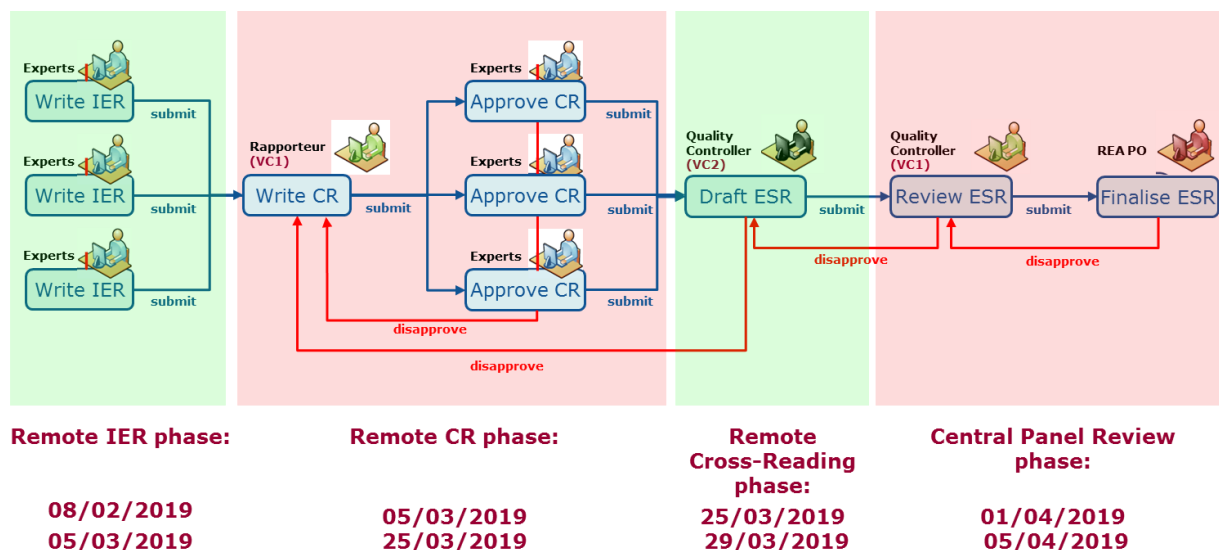 Experts
Write IER
submit
Experts
Write IER
submit
Experts
Write IER
submit
Rapporteur
(VC1)
Write CR
submit
Experts
Approve CR
submit
Experts
Approve CR
submit
Experts
Approve CR
submit
disapprove
disapprove
Quality
Controller
(VC2)
Draft ESR
submit
Quality
Controller
(VC1)
Review ESR
submit
disapprove
REA PO
Finalise ESR
disapprove
Remote IER phase:
08/02/2019
05/03/2019
Remote CR phase:
05/03/2019
25/03/2019
Remote
Cross-Reading
phase:
25/03/2019
29/03/2019
Central Panel Review
phase:
01/04/2019
05/04/2019